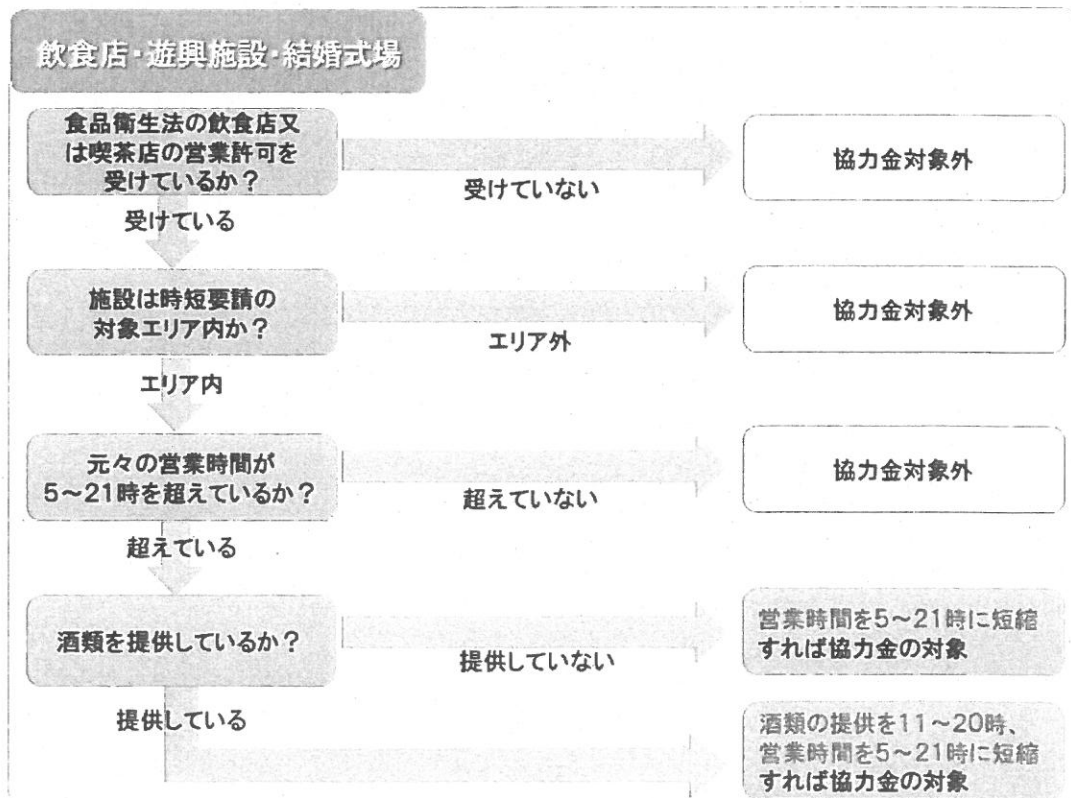 飲食店・遊興施設・結婚式場
食品衛生法の飲食店又
は喫茶店の営業許可を
受けているか？
受けていない
協力金対象外
受けている
施設は時短要請の
対象エリア内か？
エリア外
協力金対象外
エリア内
元々の営業時間が
5～21時を超えているか？
超えていない
協力金対象外
超えている
酒類を提供しているか？
提供していない
営業時間を5～21時に短縮
すれば協力金の対象
提供している
酒類の提供を11～20時、
営業時間を5～21時に短縮
すれば協力金の対象